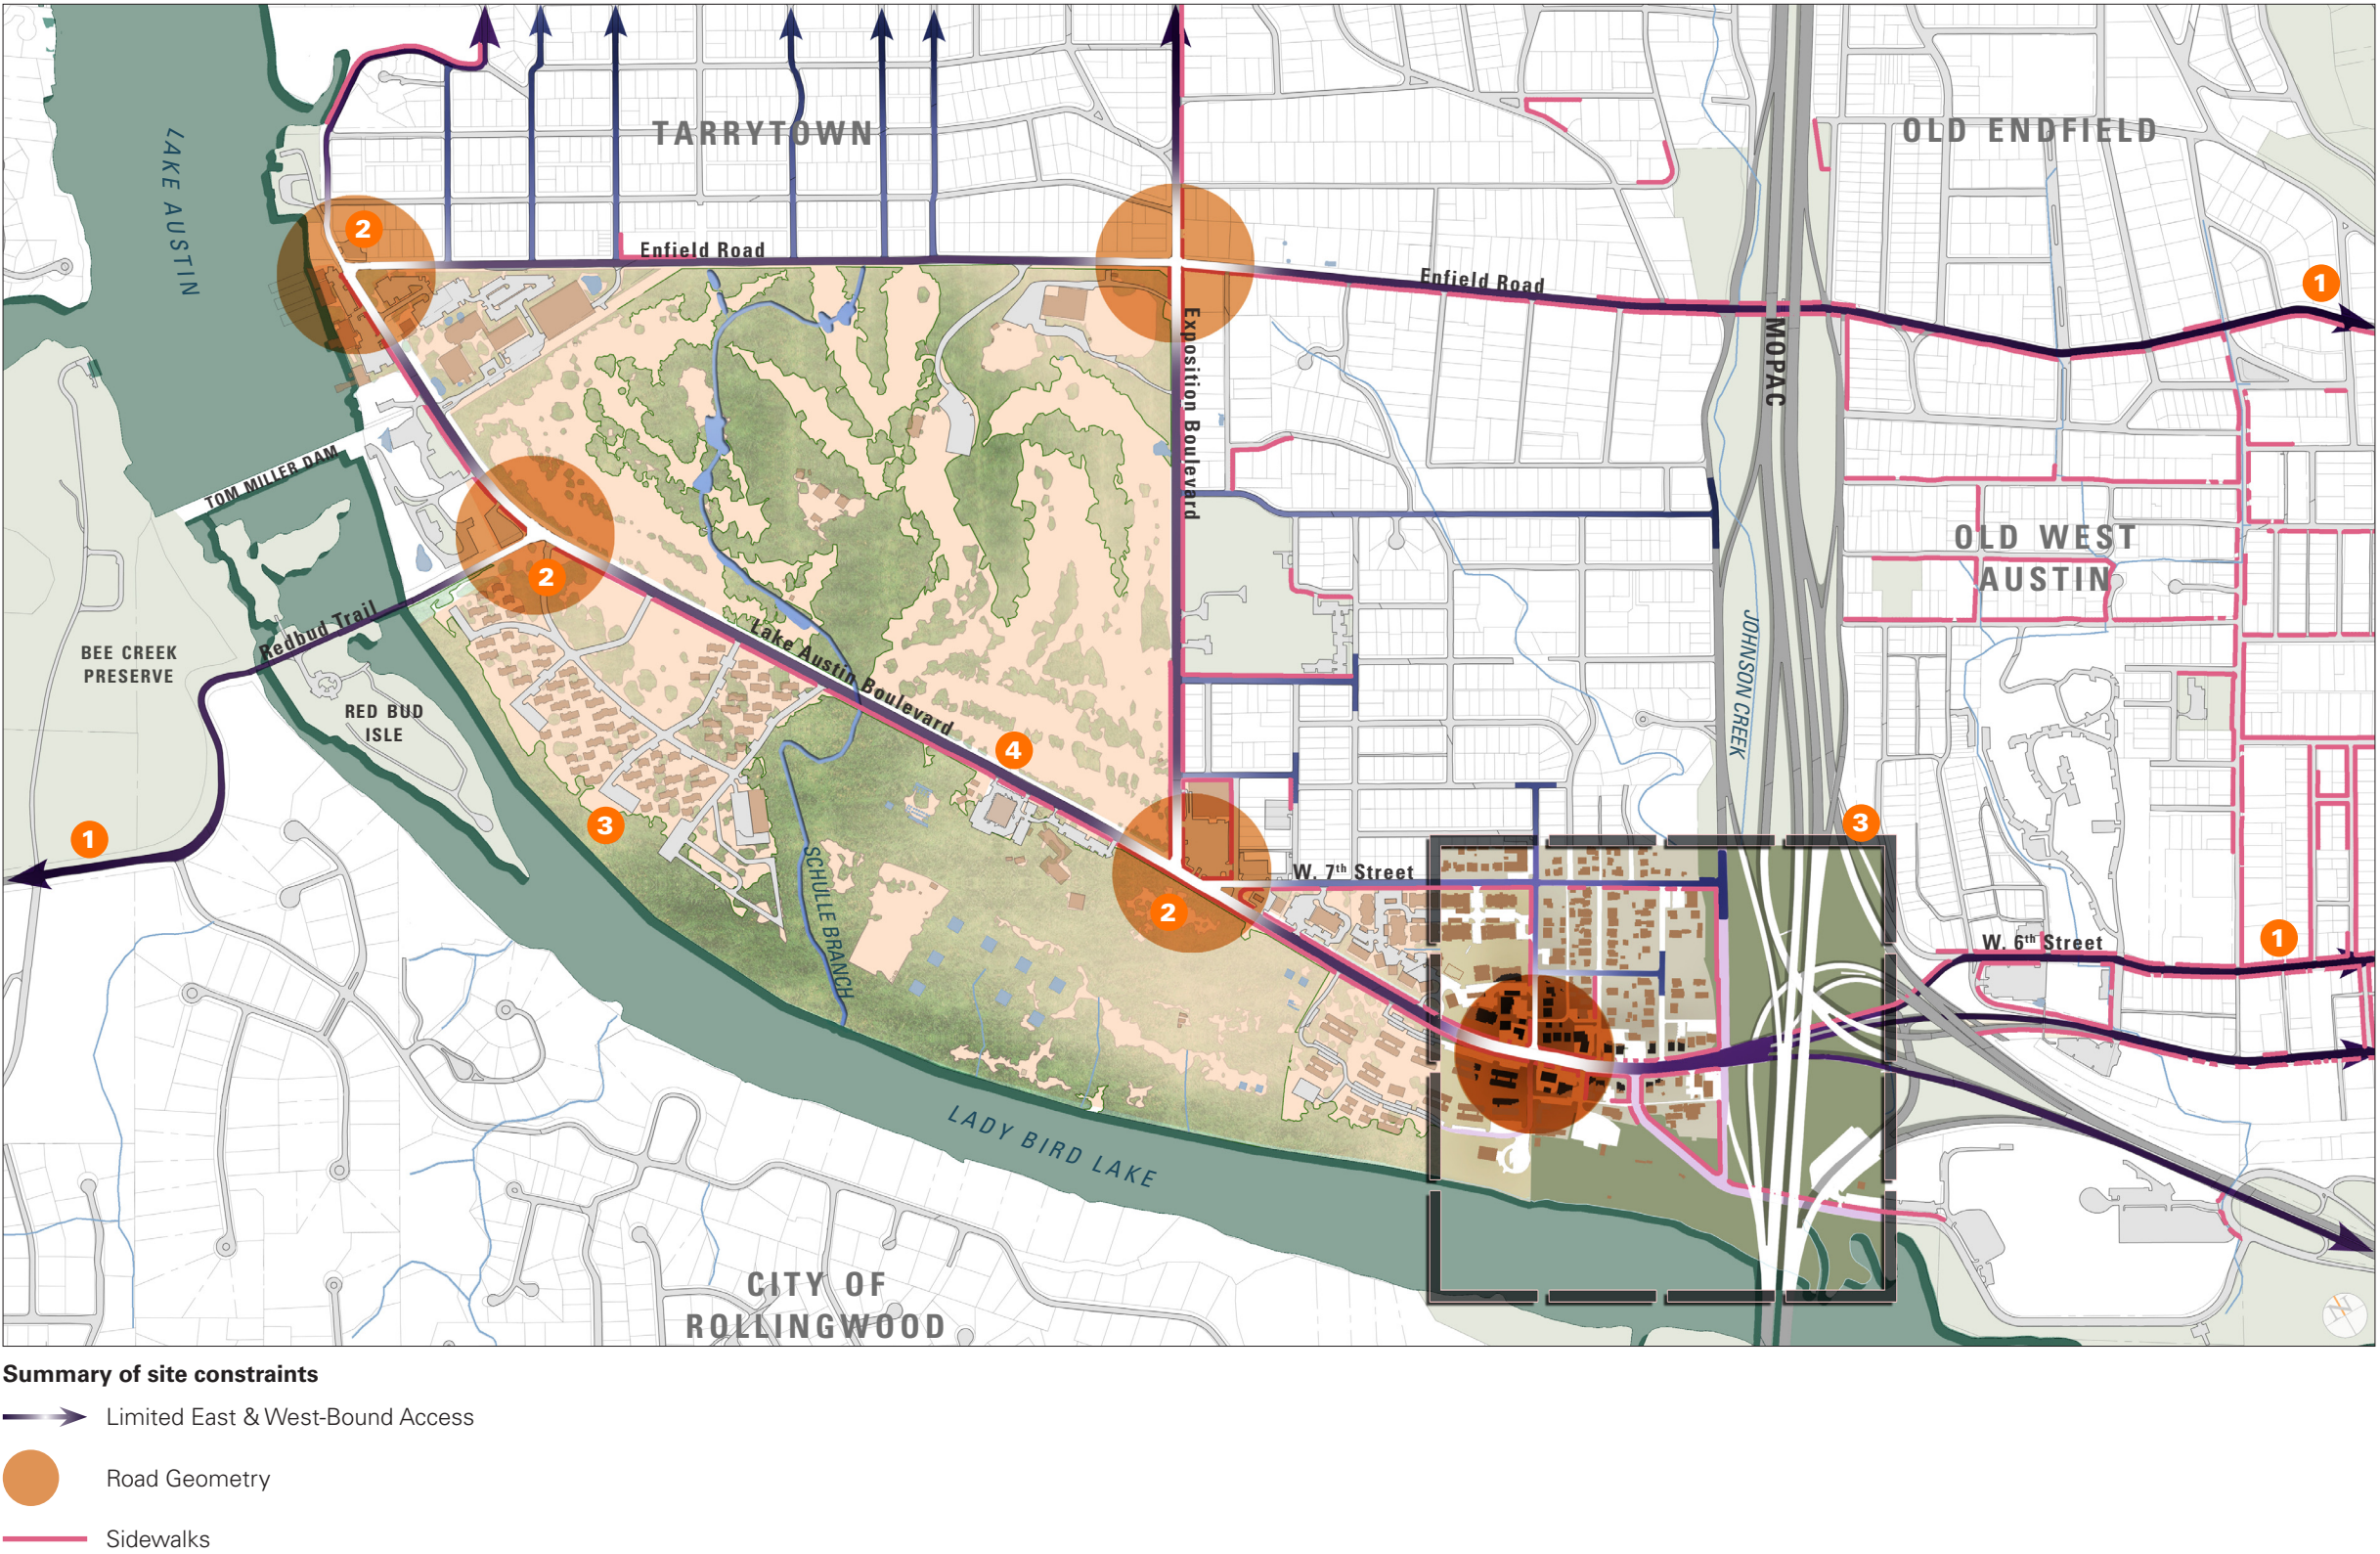 TARRYTOWN
OLD ENDFIELD
LAKE AUSTIN
2
Enfield Road
Enfield Road
1
Exposition Boulevard
MOPAC
TOM MILLER DAM
OLD WEST
AUSTIN
2
Redbud Trail
Lake Austin Boulevard
JOHNSON CREEK
BEE CREEK
PRESERVE
RED BUD
ISLE
4
1
3
3
SCHULLE BRANCH
W. 7th Street
2
W. 6th Street
1
LADY BIRD LAKE
CITY OF
ROLLINGWOOD
N
Summary of site constraints
Limited East & West-Bound Access
Road Geometry
Sidewalks